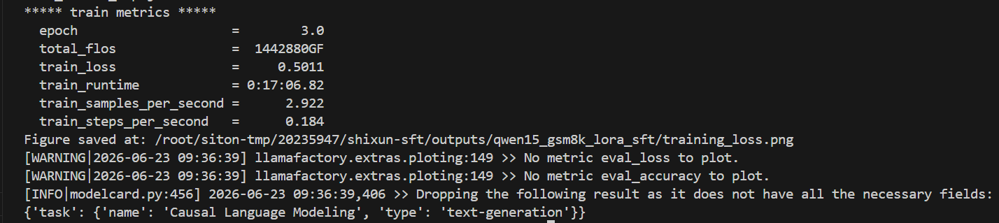 ***** train metrics *****
  epoch                    =        3.0
  total_flos               =  1442880GF
  train_loss               =     0.5011
  train_runtime            = 0:17:06.82
  train_samples_per_second =      2.922
  train_steps_per_second   =      0.184
Figure saved at: /root/siton-tmp/20235947/shixun-sft/outputs/qwen15_gsm8k_lora_sft/training_loss.png
[WARNING|2026-06-23 09:36:39] llamafactory.extras.ploting:149 >> No metric eval_loss to plot.
[WARNING|2026-06-23 09:36:39] llamafactory.extras.ploting:149 >> No metric eval_accuracy to plot.
[INFO|modelcard.py:456] 2026-06-23 09:36:39,406 >> Dropping the following result as it does not have all the necessary fields:
{'task': {'name': 'Causal Language Modeling', 'type': 'text-generation'}}